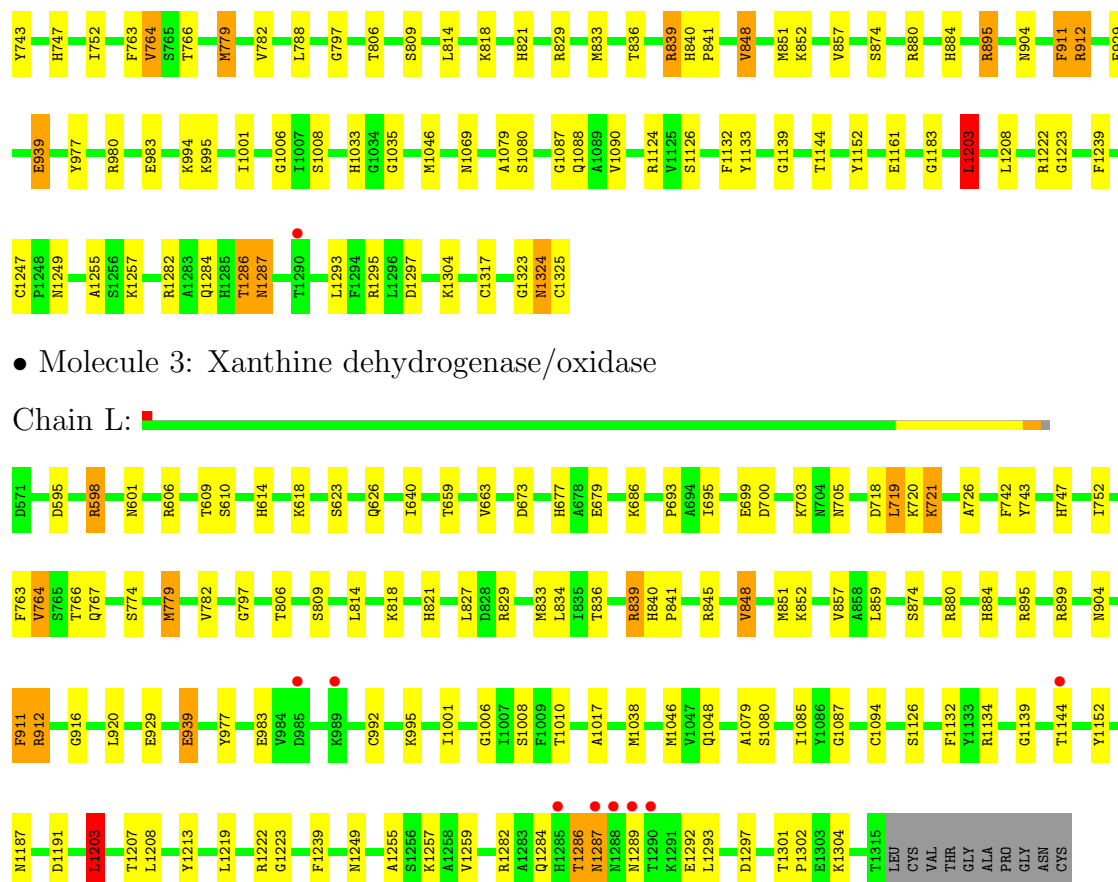 Y743 H747 I752 F763 V764 S765 T766 M779 V782 L788 G797 T806 S809 L814 K818 H821 R829 M833 T836 R839 H840 P841 V848 M851 K852 V857 S874 R880 H884 R895 N904 F911 R912 E929
E939 Y977 R980 E983 K994 K995 I1001 G1006 I1007 S1008 H1033 G1034 G1035 M1046 N1069 A1079 S1080 G1087 Q1088 A1089 V1090 R1124 V1125 S1126 F1132 Y1133 G1139 T1144 Y1152 E1161 G1183 L1203 L1208 R1222 G1223 F1239
C1247 P1248 N1249 A1255 S1256 K1257 R1282 A1283 Q1284 H1285 T1286 N1287 T1290 L1293 F1294 R1295 L1296 D1297 K1304 C1317 G1323 N1324 C1325
• Molecule 3: Xanthine dehydrogenase/oxidase
Chain L:
D571 D595 R598 N601 R606 T609 S610 H614 K618 S623 Q626 I640 T659 V663 D673 H677 A678 E679 K686 P693 A694 I695 E699 D700 K703 N704 N705 D718 L719 K720 K721 A726 F742 Y743 H747 I752
F763 V764 S765 T766 Q767 S774 M779 V782 G797 T806 S809 L814 K818 H821 L827 D828 R829 M833 L834 I835 T836 R839 H840 P841 R845 V848 M851 K852 V857 A858 L859 S874 R880 H884 R895 R899 N904
F911 R912 G916 L920 E929 E939 Y977 E983 V984 D985 K989 C992 K995 I1001 G1006 I1007 S1008 F1009 T1010 A1017 M1038 M1046 V1047 Q1048 A1079 S1080 I1085 Y1086 G1087 C1094 S1126 F1132 Y1133 R1134 G1139 T1144 Y1152
N1187 D1191 L1203 T1207 L1208 Y1213 L1219 R1222 G1223 F1239 N1249 A1255 S1256 K1257 A1258 V1259 R1282 A1283 Q1284 H1285 T1286 N1287 N1288 N1289 T1290 K1291 E1292 L1293 D1297 T1301 P1302 E1303 K1304 T1315 LEU CYS VAL THR GLY ALA PRO GLY ASN CYS